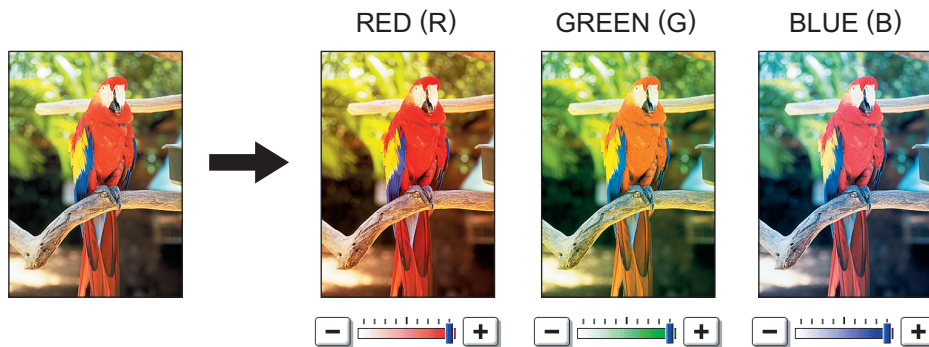 RED (R)
GREEN (G)
BLUE (B)
- +
- +
- +